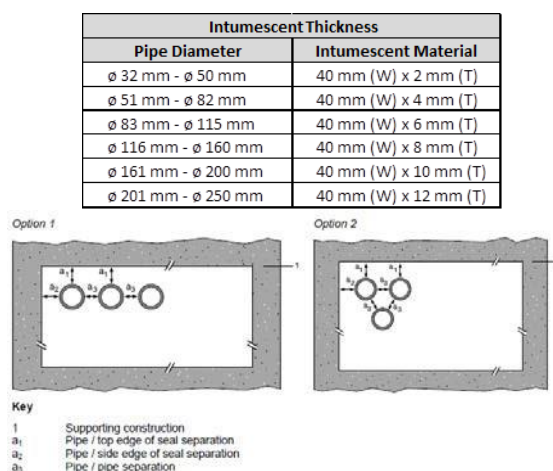 Intumescent Thickness
Pipe Diameter Intumescent Material
ø 32 mm - ø 50 mm 40 mm (W) x 2 mm (T)
ø 51 mm - ø 82 mm 40 mm (W) x 4 mm (T)
ø 83 mm - ø 115 mm 40 mm (W) x 6 mm (T)
ø 116 mm - ø 160 mm 40 mm (W) x 8 mm (T)
ø 161 mm - ø 200 mm 40 mm (W) x 10 mm (T)
ø 201 mm - ø 250 mm 40 mm (W) x 12 mm (T)
Option 1 Option 2
a₁ a₁ 1 a₁ a₁
a₂ a₃ a₃ a₂ a₃
a₃ a₃
Key
1 Supporting construction
a₁ Pipe / top edge of seal separation
a₂ Pipe / side edge of seal separation
a₃ Pipe / pipe separation